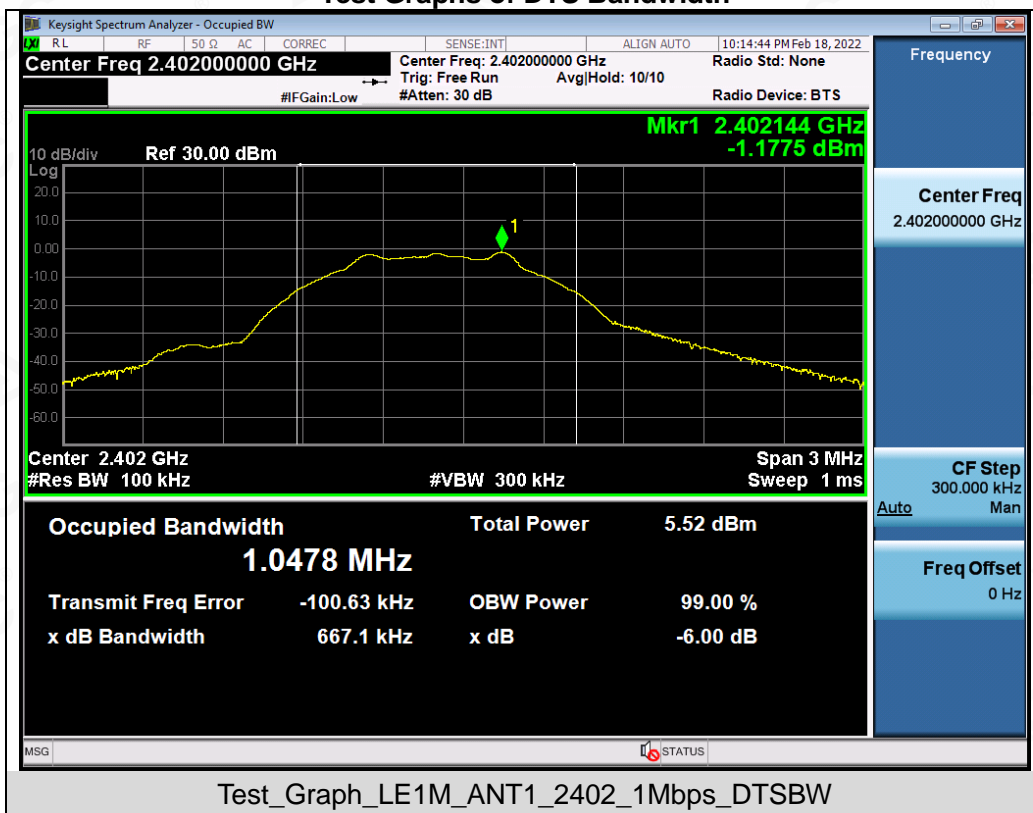 Test Graphs of DTS Bandwidth
Keysight Spectrum Analyzer - Occupied BW
LXI RL RF 50 Ω AC CORREC SENSE:INT ALIGN AUTO 10:14:44 PM Feb 18, 2022
Center Freq 2.402000000 GHz Center Freq: 2.402000000 GHz Radio Std: None
Trig: Free Run Avg|Hold: 10/10
#IFGain:Low #Atten: 30 dB Radio Device: BTS
Frequency
Mkr1 2.402144 GHz
-1.1775 dBm
10 dB/div Ref 30.00 dBm
Log
20.0
10.0
0.00
-10.0
-20.0
-30.0
-40.0
-50.0
-60.0
1
Center 2.402 GHz Span 3 MHz
#Res BW 100 kHz #VBW 300 kHz Sweep 1 ms
Center Freq
2.402000000 GHz
CF Step
300.000 kHz
Auto Man
Freq Offset
0 Hz
Occupied Bandwidth Total Power 5.52 dBm
1.0478 MHz
Transmit Freq Error -100.63 kHz OBW Power 99.00 %
x dB Bandwidth 667.1 kHz x dB -6.00 dB
MSG STATUS
Test_Graph_LE1M_ANT1_2402_1Mbps_DTSBW